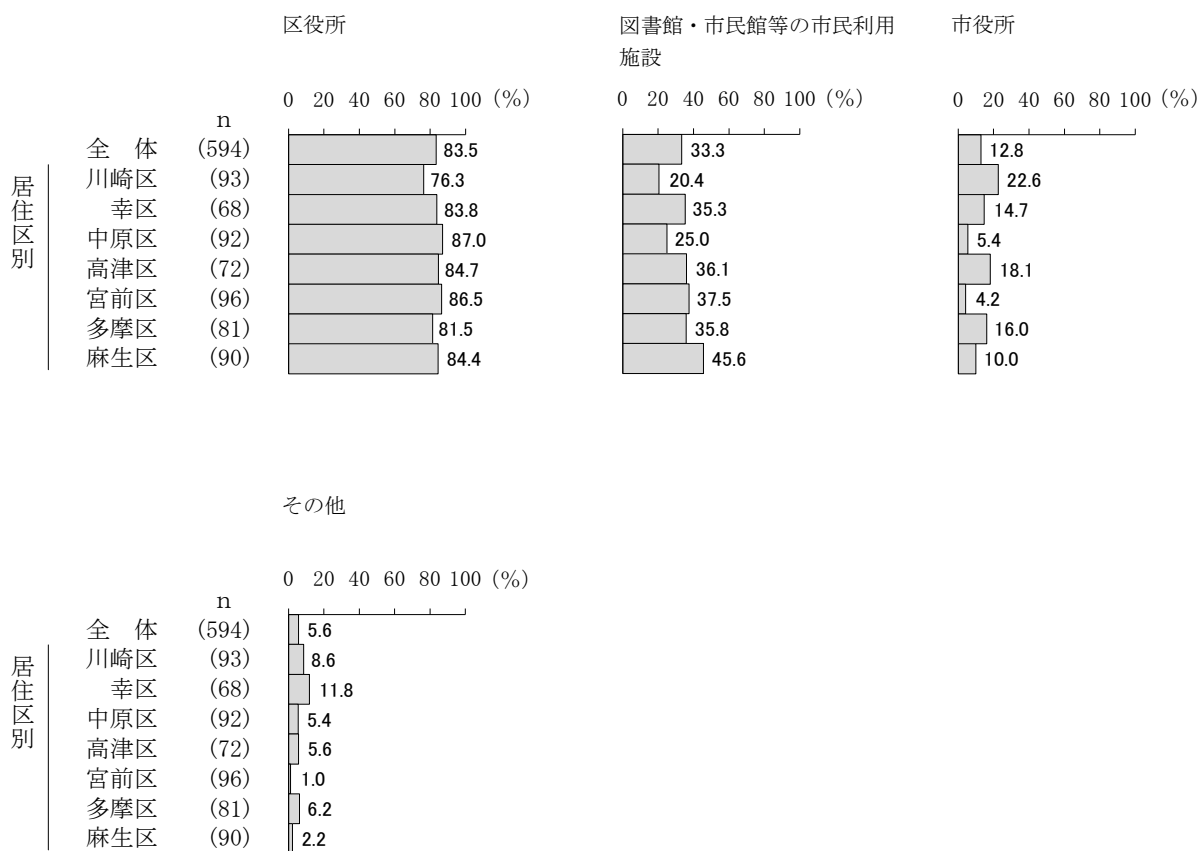 区役所
図書館・市民館等の市民利用
施設
市役所
0 20 40 60 80 100 (%)
0 20 40 60 80 100 (%)
0 20 40 60 80 100 (%)
n
全 体 (594) 83.5 33.3 12.8
居住区別
川崎区 (93) 76.3 20.4 22.6
幸区 (68) 83.8 35.3 14.7
中原区 (92) 87.0 25.0 5.4
高津区 (72) 84.7 36.1 18.1
宮前区 (96) 86.5 37.5 4.2
多摩区 (81) 81.5 35.8 16.0
麻生区 (90) 84.4 45.6 10.0
その他
0 20 40 60 80 100 (%)
n
全 体 (594) 5.6
居住区別
川崎区 (93) 8.6
幸区 (68) 11.8
中原区 (92) 5.4
高津区 (72) 5.6
宮前区 (96) 1.0
多摩区 (81) 6.2
麻生区 (90) 2.2